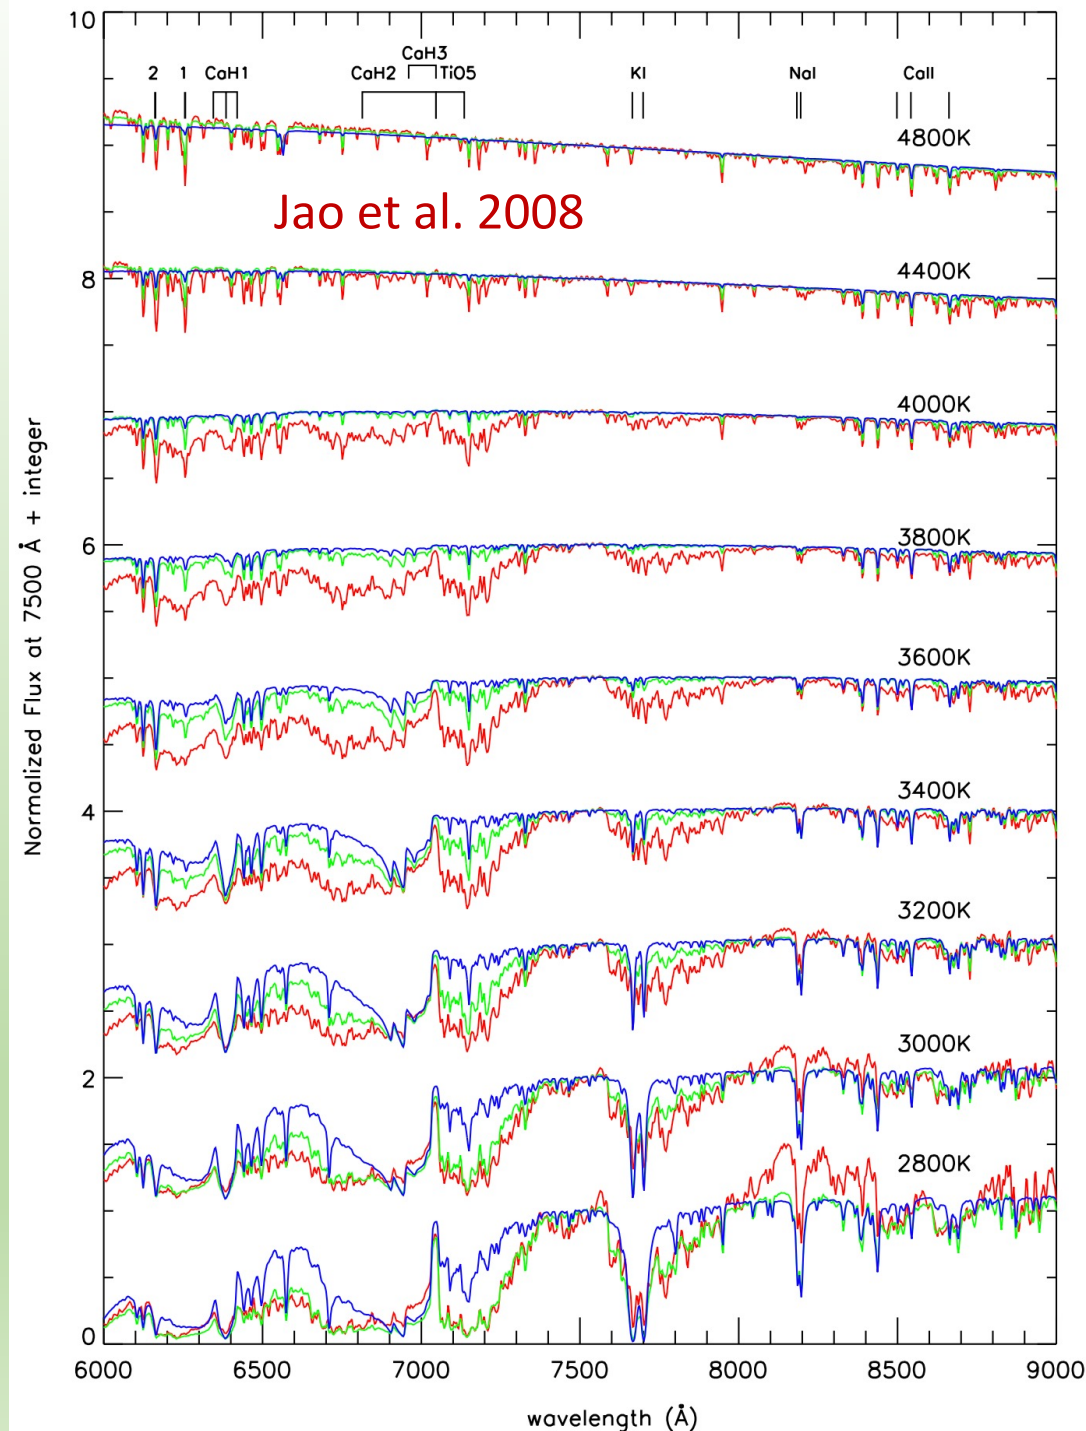 10
CaH3
2 1 CaH1 CaH2 TiO5 KI NaI CaII
4800K
Jao et al. 2008
8
4400K
4000K
6
3800K
3600K
4
3400K
3200K
2
3000K
2800K
0
6000 6500 7000 7500 8000 8500 9000
wavelength (Å)
Normalized Flux at 7500 Å + integer